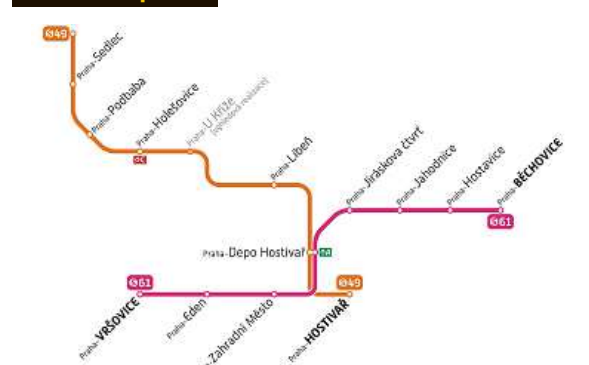 Ø49
Praha-Sedlec
Praha-Podbaba
Praha-Holešovice
Praha-U Kříže
Praha-Libeň
Praha-Jiráskova čtvrť
Praha-Jahodnice
Praha-Hostavice
Praha-BĚCHOVICE
Ø61
Praha-Depo Hostivař
Ø61
Ø49
Praha-VRŠOVICE
Praha-Eden
Praha-Zahradní Město
Praha-HOSTIVAŘ